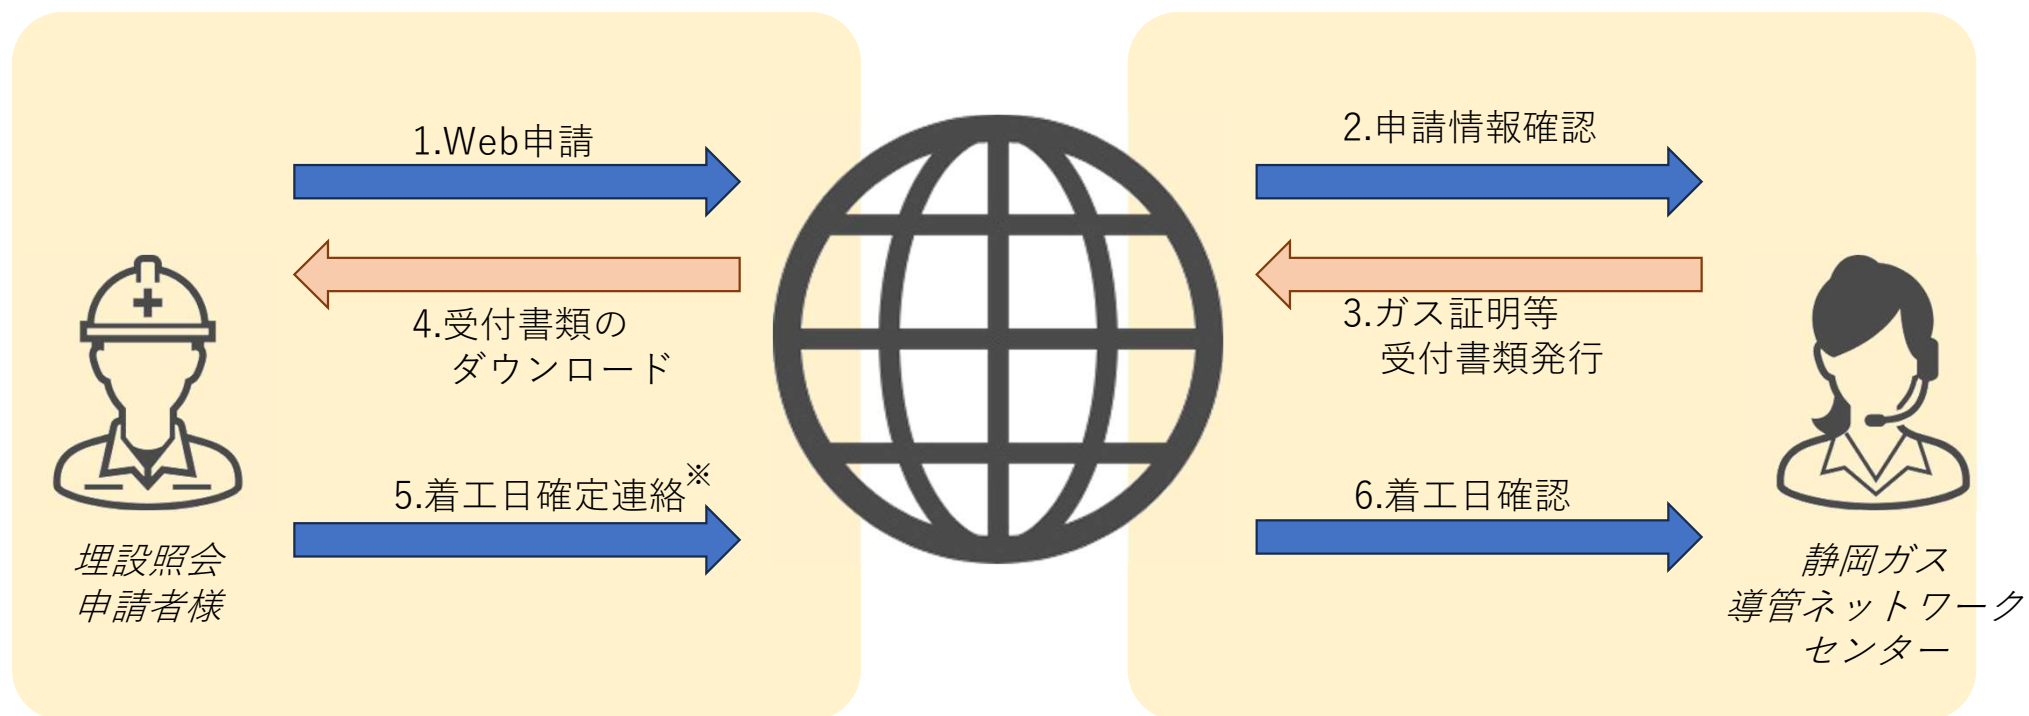 1.Web申請
2.申請情報確認
3.ガス証明等
受付書類発行
4.受付書類の
ダウンロード
5.着工日確定連絡※
6.着工日確認
埋設照会
申請者様
静岡ガス
導管ネットワーク
センター